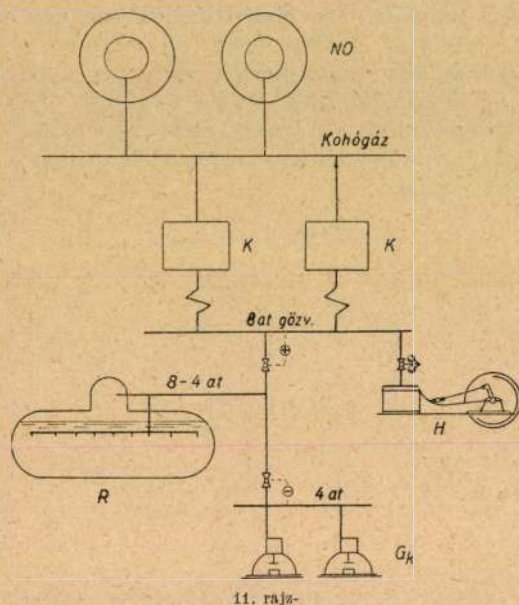 NO
Kohógáz
K
K
8at gőzv.
8-4 at
H
R
4 at
Gk
11. rajz-